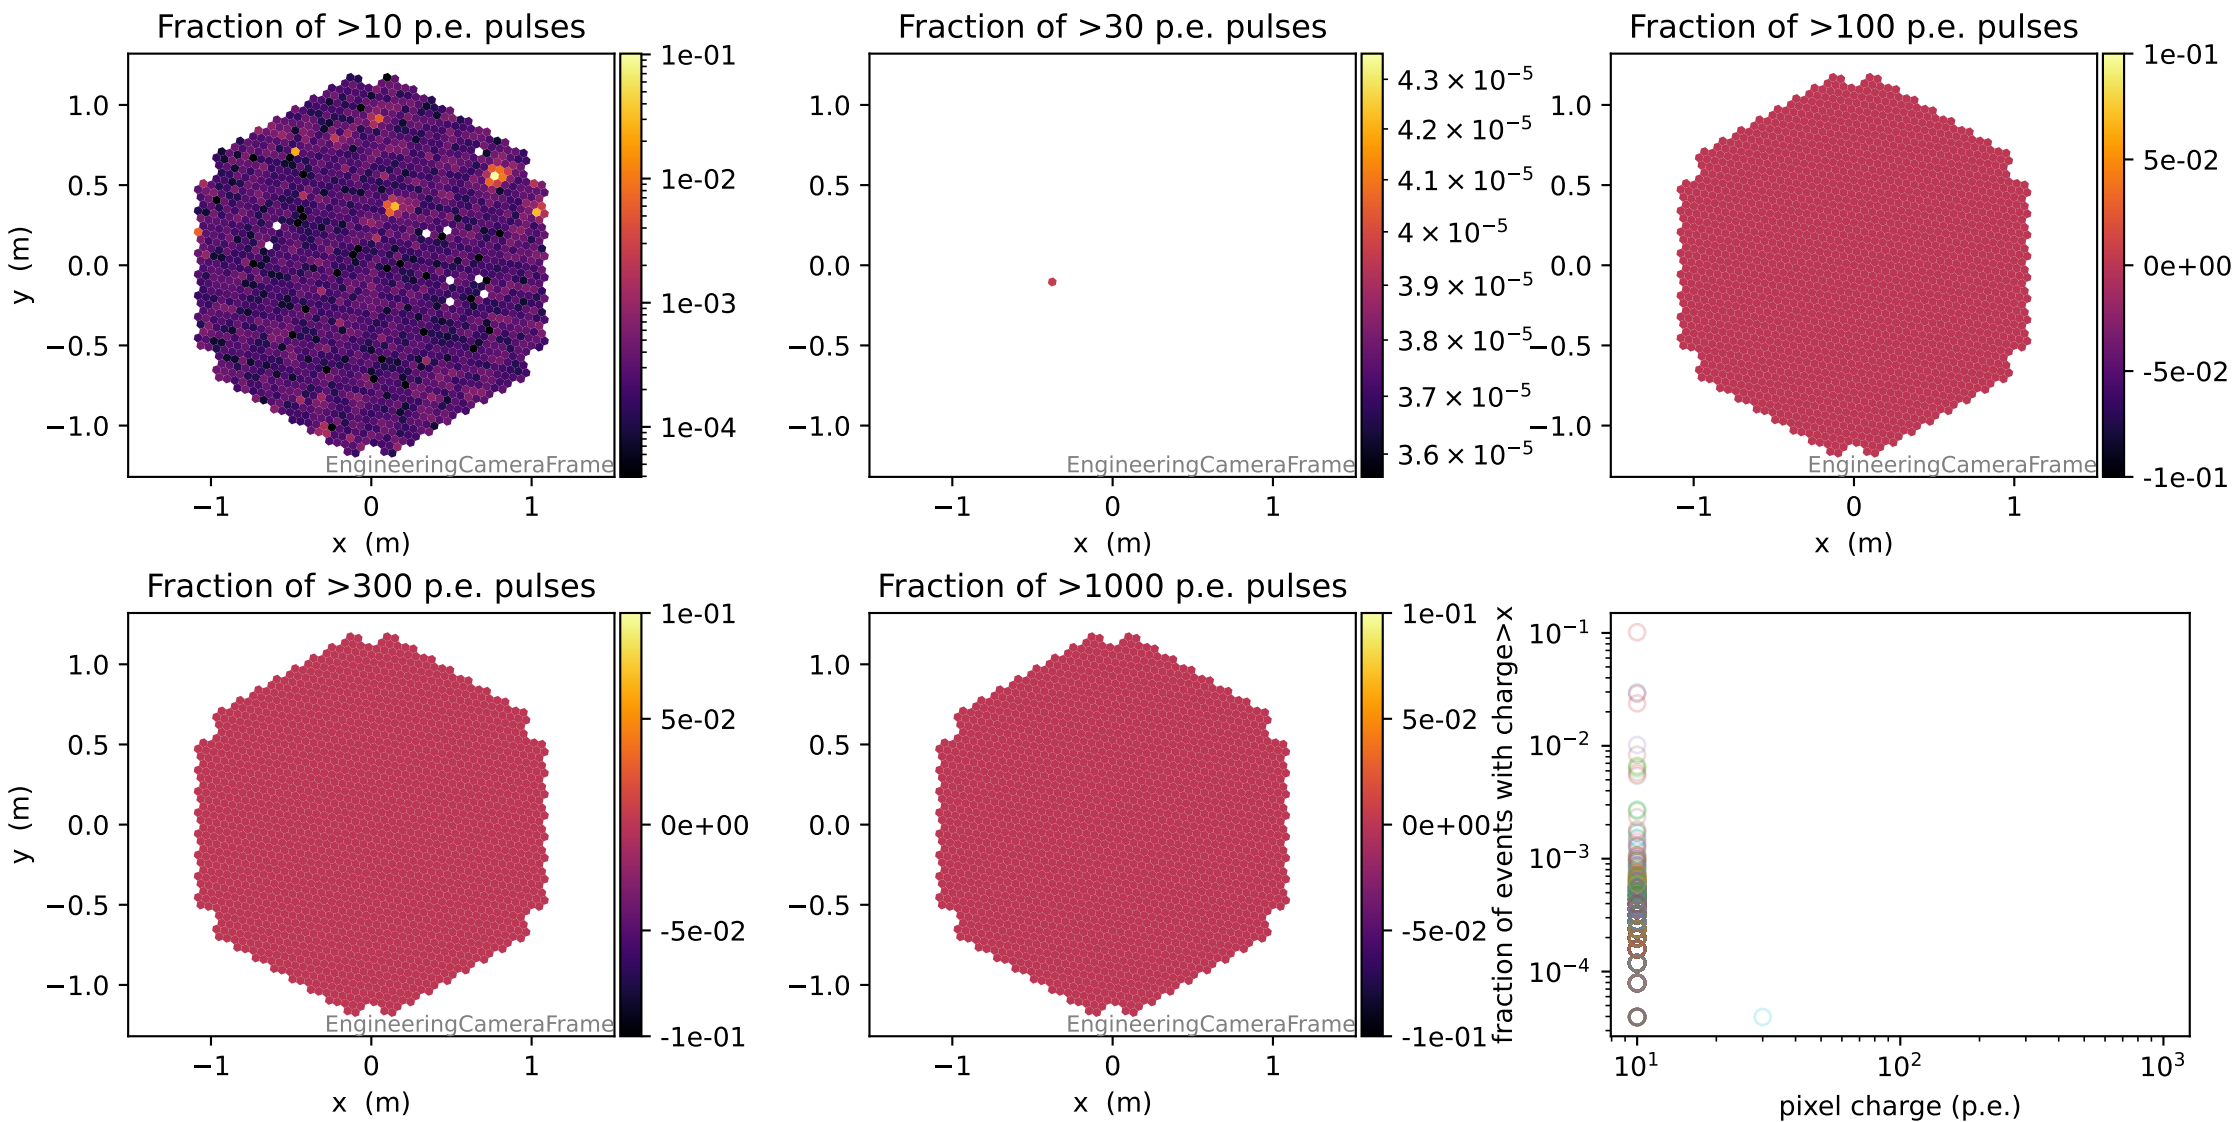 Fraction of >10 p.e. pulses
y (m)
1.0
0.5
0.0
−0.5
−1.0
−1
0
1
x (m)
EngineeringCameraFrame
1e-01
1e-02
1e-03
1e-04
Fraction of >30 p.e. pulses
1.0
0.5
0.0
−0.5
−1.0
−1
0
1
x (m)
EngineeringCameraFrame
4.3 × 10⁻⁵
4.2 × 10⁻⁵
4.1 × 10⁻⁵
4 × 10⁻⁵
3.9 × 10⁻⁵
3.8 × 10⁻⁵
3.7 × 10⁻⁵
3.6 × 10⁻⁵
Fraction of >100 p.e. pulses
1.0
0.5
0.0
−0.5
−1.0
−1
0
1
x (m)
EngineeringCameraFrame
1e-01
5e-02
0e+00
-5e-02
-1e-01
Fraction of >300 p.e. pulses
y (m)
1.0
0.5
0.0
−0.5
−1.0
−1
0
1
x (m)
EngineeringCameraFrame
1e-01
5e-02
0e+00
-5e-02
-1e-01
Fraction of >1000 p.e. pulses
1.0
0.5
0.0
−0.5
−1.0
−1
0
1
x (m)
EngineeringCameraFrame
1e-01
5e-02
0e+00
-5e-02
-1e-01
fraction of events with charge>x
10⁻¹
10⁻²
10⁻³
10⁻⁴
10¹
10²
10³
pixel charge (p.e.)